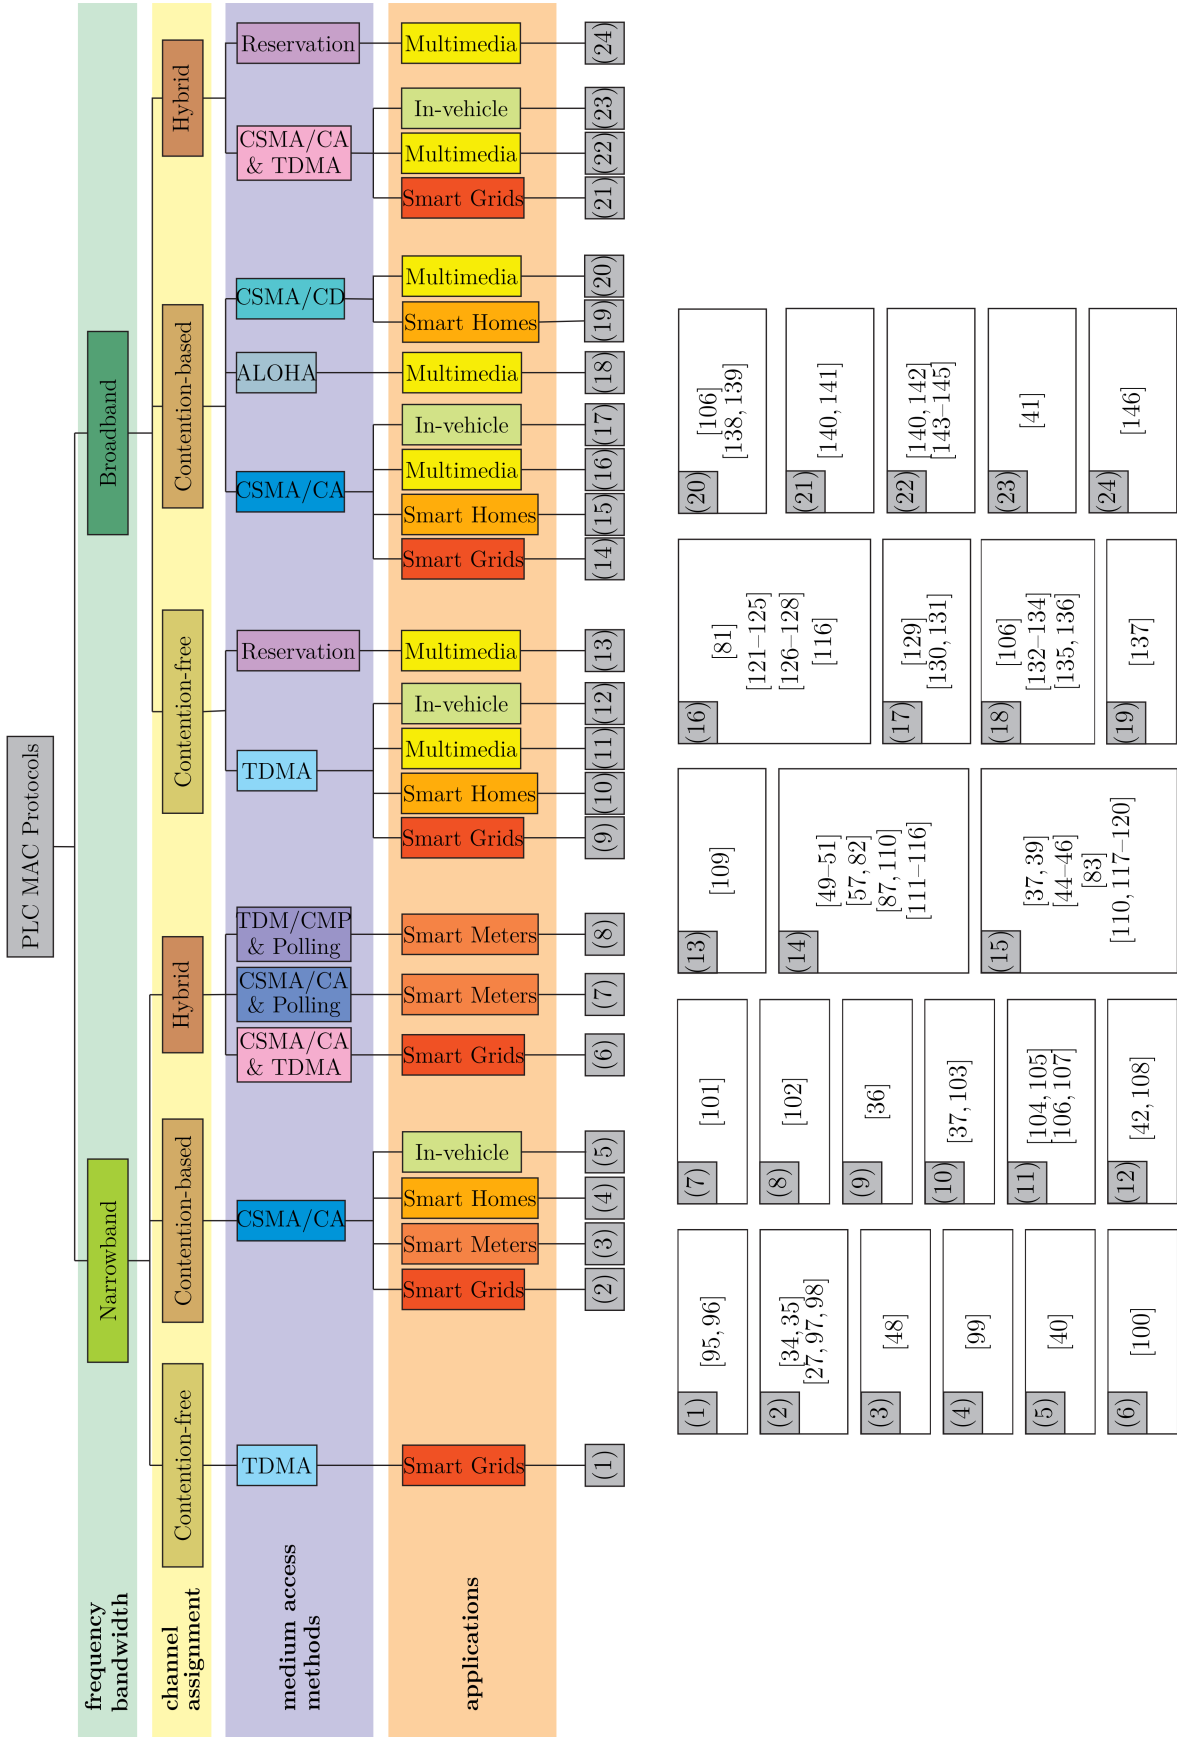 PLC MAC Protocols
frequency
bandwidth
Narrowband
Broadband
channel
assignment
Contention-free
Contention-based
Hybrid
Contention-free
Contention-based
Hybrid
medium access
methods
TDMA
CSMA/CA
CSMA/CA
& TDMA
CSMA/CA
& Polling
TDM/CMP
& Polling
TDMA
Reservation
CSMA/CA
ALOHA
CSMA/CD
CSMA/CA
& TDMA
Reservation
applications
Smart Grids
Smart Grids
Smart Meters
Smart Homes
In-vehicle
Smart Grids
Smart Meters
Smart Meters
Smart Grids
Smart Homes
Multimedia
In-vehicle
Multimedia
Smart Grids
Smart Homes
Multimedia
In-vehicle
Multimedia
Smart Homes
Multimedia
Smart Grids
Multimedia
In-vehicle
Multimedia
(1)
(2)
(3)
(4)
(5)
(6)
(7)
(8)
(9)
(10)
(11)
(12)
(13)
(14)
(15)
(16)
(17)
(18)
(19)
(20)
(21)
(22)
(23)
(24)
(1)
[95, 96]
(2)
[34, 35]
[27, 97, 98]
(3)
[48]
(4)
[99]
(5)
[40]
(6)
[100]
(7)
[101]
(8)
[102]
(9)
[36]
(10)
[37, 103]
(11)
[104, 105]
[106, 107]
(12)
[42, 108]
(13)
[109]
(14)
[49–51]
[57, 82]
[87, 110]
[111–116]
(15)
[37, 39]
[44–46]
[83]
[110, 117–120]
(16)
[81]
[121–125]
[126–128]
[116]
(17)
[129]
[130, 131]
(18)
[106]
[132–134]
[135, 136]
(19)
[137]
(20)
[106]
[138, 139]
(21)
[140, 141]
(22)
[140, 142]
[143–145]
(23)
[41]
(24)
[146]